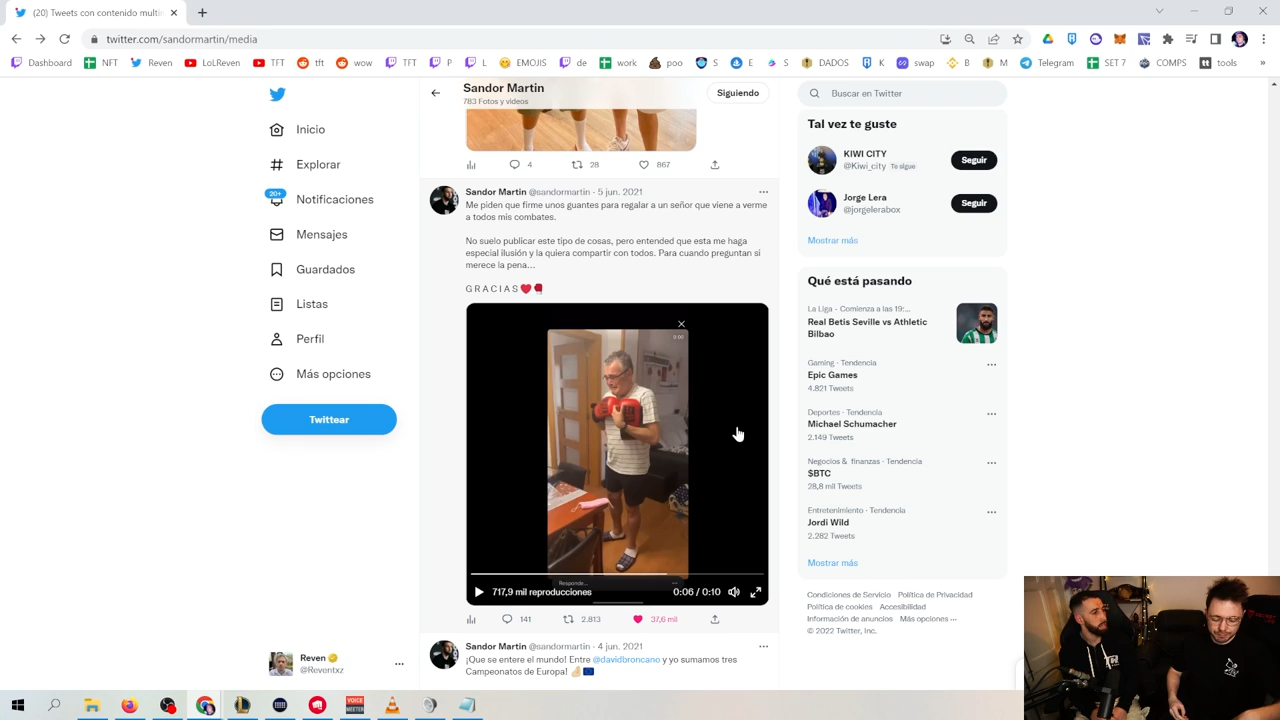 (20) Tweets con contenido multi
twitter.com/sandormartin/media
Dashboard NFT Reven LoLReven TFT tft wow TFT P L EMOJIS de work poo S E S DADOS K swap B M Telegram SET 7 COMPS tools »
Inicio
Explorar
20+
Notificaciones
Mensajes
Guardados
Listas
Perfil
Más opciones
Twittear
Reven
@Reventxz
Sandor Martin
783 Fotos y videos
Siguiendo
4 28 867
Sandor Martin @sandormartin · 5 jun. 2021
Me piden que firme unos guantes para regalar a un señor que viene a verme
a todos mis combates.
No suelo publicar este tipo de cosas, pero entended que esta me haga
especial ilusión y la quiera compartir con todos. Para cuando preguntan si
merece la pena...
G R A C I A S
Responde...
717,9 mil reproducciones
0:06 / 0:10
141 2.813 37,6 mil
Sandor Martin @sandormartin · 4 jun. 2021
¡Que se entere el mundo! Entre @davidbroncano y yo sumamos tres
Campeonatos de Europa!
Buscar en Twitter
Tal vez te guste
KIWI CITY
@Kiwi_city Te sigue
Seguir
Jorge Lera
@jorgelerabox
Seguir
Mostrar más
Qué está pasando
La Liga · Comienza a las 19:...
Real Betis Seville vs Athletic
Bilbao
Gaming · Tendencia
Epic Games
4.821 Tweets
Deportes · Tendencia
Michael Schumacher
2.149 Tweets
Negocios & finanzas · Tendencia
$BTC
28,8 mil Tweets
Entretenimiento · Tendencia
Jordi Wild
2.282 Tweets
Mostrar más
Condiciones de Servicio Política de Privacidad
Política de cookies Accesibilidad
Información de anuncios Más opciones ···
© 2022 Twitter, Inc.
VOICE
MEETER